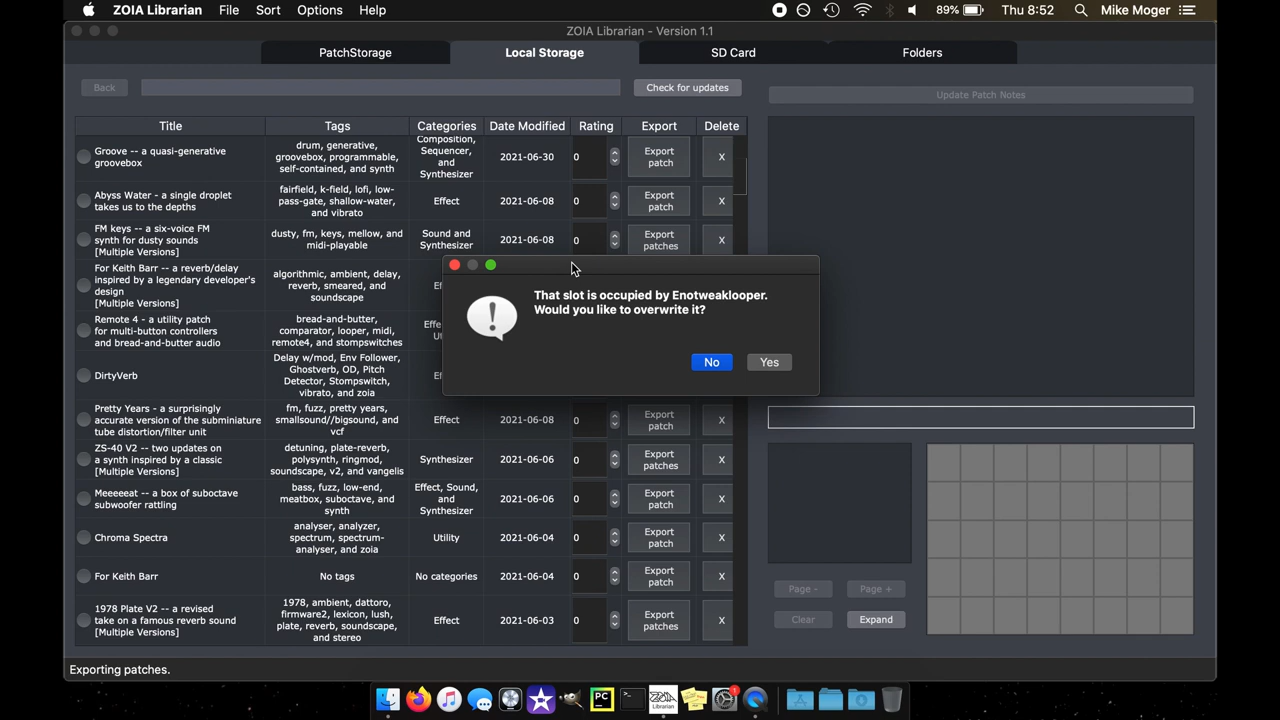 ZOIA Librarian File Sort Options Help 89% Thu 8:52 Mike Moger
ZOIA Librarian - Version 1.1
PatchStorage Local Storage SD Card Folders
Back Check for updates Update Patch Notes
Title Tags Categories Date Modified Rating Export Delete
Groove -- a quasi-generative
groovebox
drum, generative,
groovebox, programmable,
self-contained, and synth
Composition,
Sequencer,
and
Synthesizer
2021-06-30
0
Export
patch
X
Abyss Water - a single droplet
takes us to the depths
fairfield, k-field, lofi, low-
pass-gate, shallow-water,
and vibrato
Effect
2021-06-08
0
Export
patch
X
FM keys -- a six-voice FM
synth for dusty sounds
[Multiple Versions]
dusty, fm, keys, mellow, and
midi-playable
Sound and
Synthesizer
2021-06-08
0
Export
patches
X
For Keith Barr -- a reverb/delay
inspired by a legendary developer's
design
[Multiple Versions]
algorithmic, ambient, delay,
reverb, smeared, and
soundscape
Ef
Remote 4 - a utility patch
for multi-button controllers
and bread-and-butter audio
bread-and-butter,
comparator, looper, midi,
remote4, and stompswitches
Effe
Ut
DirtyVerb
Delay w/mod, Env Follower,
Ghostverb, OD, Pitch
Detector, Stompswitch,
vibrato, and zoia
Ef
That slot is occupied by Enotweaklooper.
Would you like to overwrite it?
No Yes
Pretty Years - a surprisingly
accurate version of the subminiature
tube distortion/filter unit
fm, fuzz, pretty years,
smallsound//bigsound, and
vcf
Effect
2021-06-08
0
Export
patch
X
ZS-40 V2 -- two updates on
a synth inspired by a classic
[Multiple Versions]
detuning, plate-reverb,
polysynth, ringmod,
soundscape, v2, and vangelis
Synthesizer
2021-06-06
0
Export
patches
X
Meeeeeat -- a box of suboctave
subwoofer rattling
bass, fuzz, low-end,
meatbox, suboctave, and
synth
Effect, Sound,
and
Synthesizer
2021-06-06
0
Export
patch
X
Chroma Spectra
analyser, analyzer,
spectrum, spectrum-
analyser, and zoia
Utility
2021-06-04
0
Export
patch
X
For Keith Barr
No tags
No categories
2021-06-04
0
Export
patch
X
1978 Plate V2 -- a revised
take on a famous reverb sound
[Multiple Versions]
1978, ambient, dattoro,
firmware2, lexicon, lush,
plate, reverb, soundscape,
and stereo
Effect
2021-06-03
0
Export
patches
X
Page - Page +
Clear Expand
Exporting patches.
PC
ZOIA
Librarian
1